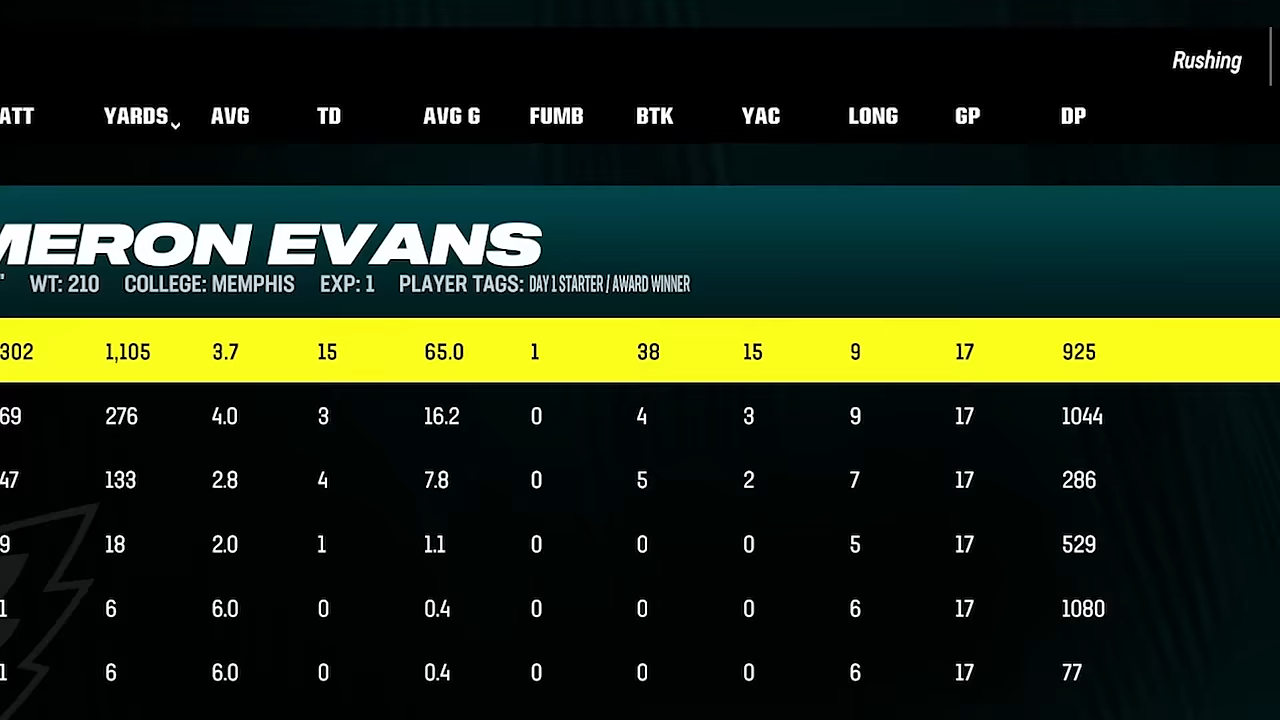 Rushing
ATT YARDS AVG TD AVG G FUMB BTK YAC LONG GP DP
MERON EVANS
WT: 210 COLLEGE: MEMPHIS EXP: 1 PLAYER TAGS: DAY 1 STARTER / AWARD WINNER
302 1,105 3.7 15 65.0 1 38 15 9 17 925
69 276 4.0 3 16.2 0 4 3 9 17 1044
47 133 2.8 4 7.8 0 5 2 7 17 286
9 18 2.0 1 1.1 0 0 0 5 17 529
1 6 6.0 0 0.4 0 0 0 6 17 1080
1 6 6.0 0 0.4 0 0 0 6 17 77